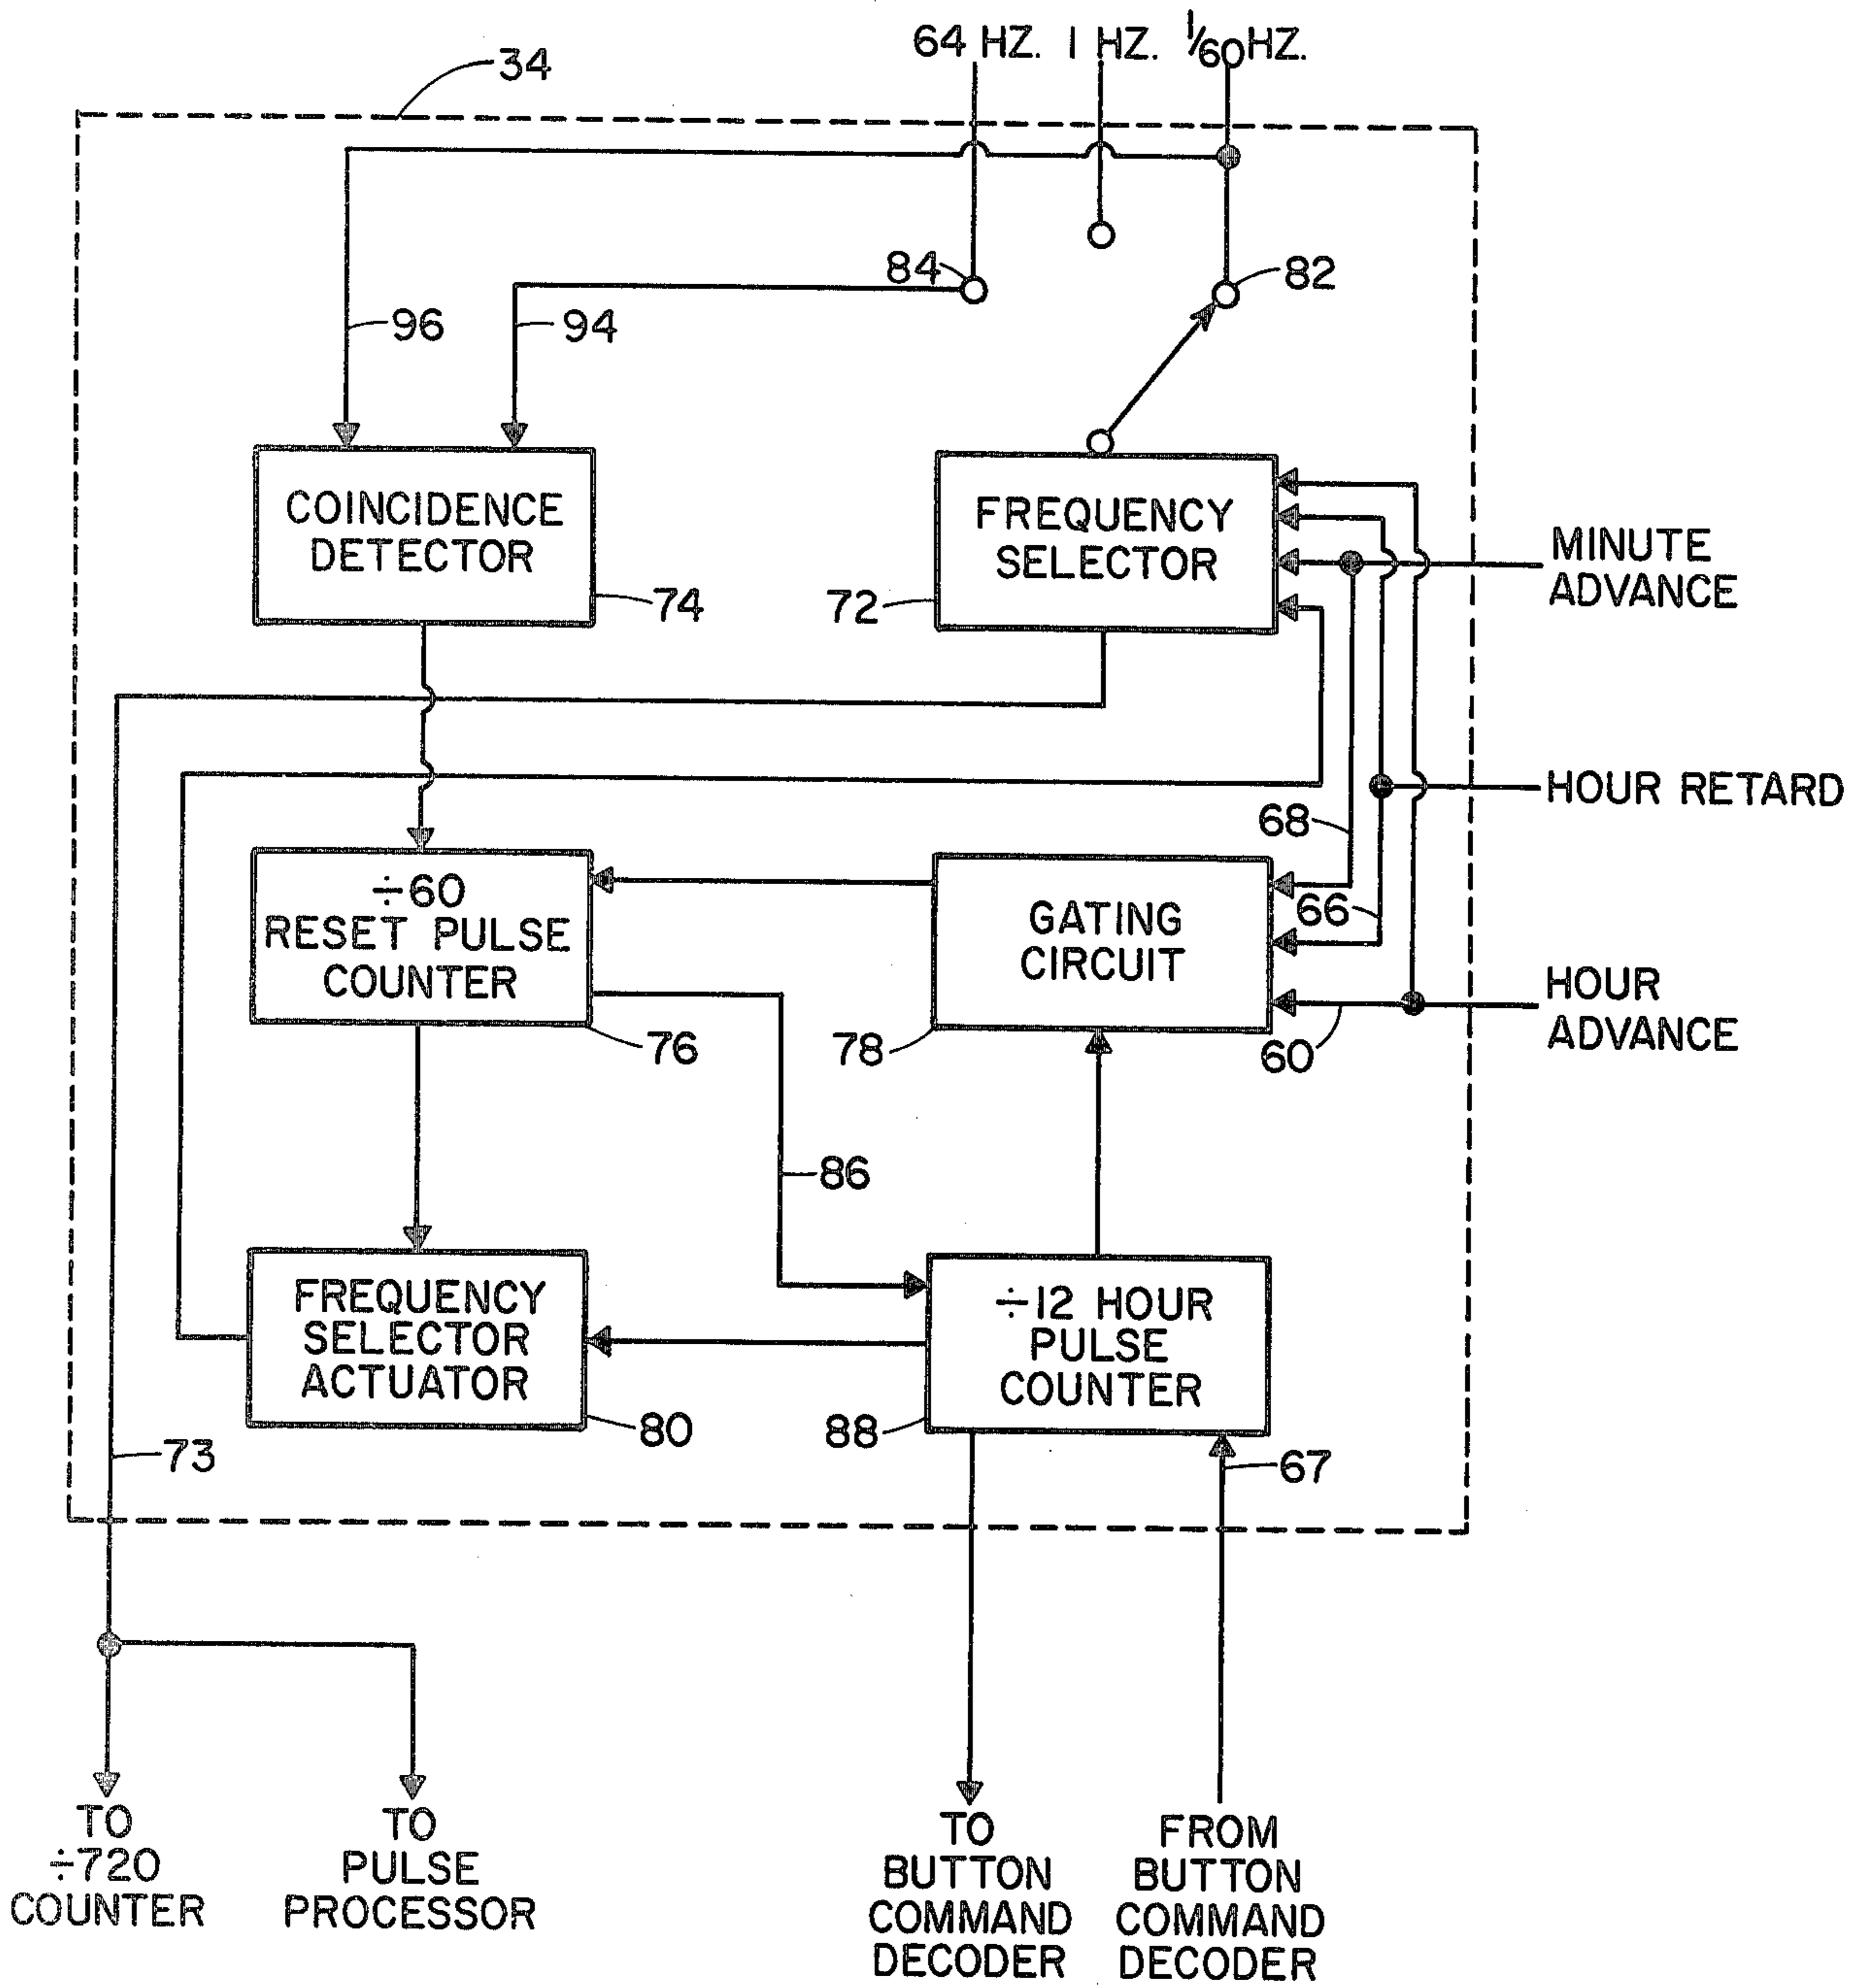 64 HZ. 1 HZ. 1/60 HZ.
34
84
82
96
94
COINCIDENCE
DETECTOR
74
FREQUENCY
SELECTOR
72
MINUTE
ADVANCE
HOUR RETARD
68
66
÷60
RESET PULSE
COUNTER
76
GATING
CIRCUIT
78
60
HOUR
ADVANCE
86
FREQUENCY
SELECTOR
ACTUATOR
80
÷12 HOUR
PULSE
COUNTER
88
73
67
TO
÷720
COUNTER
TO
PULSE
PROCESSOR
TO
BUTTON
COMMAND
DECODER
FROM
BUTTON
COMMAND
DECODER